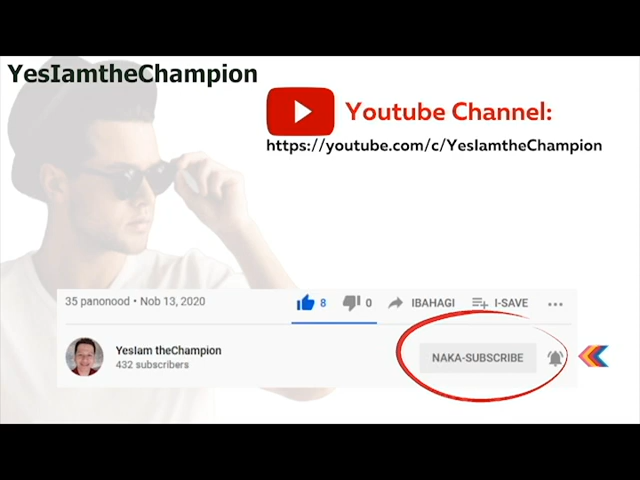 YesIamtheChampion
Youtube Channel:
https://youtube.com/c/YesIamtheChampion
35 panonood • Nob 13, 2020
8
0
IBAHAGI
I-SAVE
YesIam theChampion
432 subscribers
NAKA-SUBSCRIBE